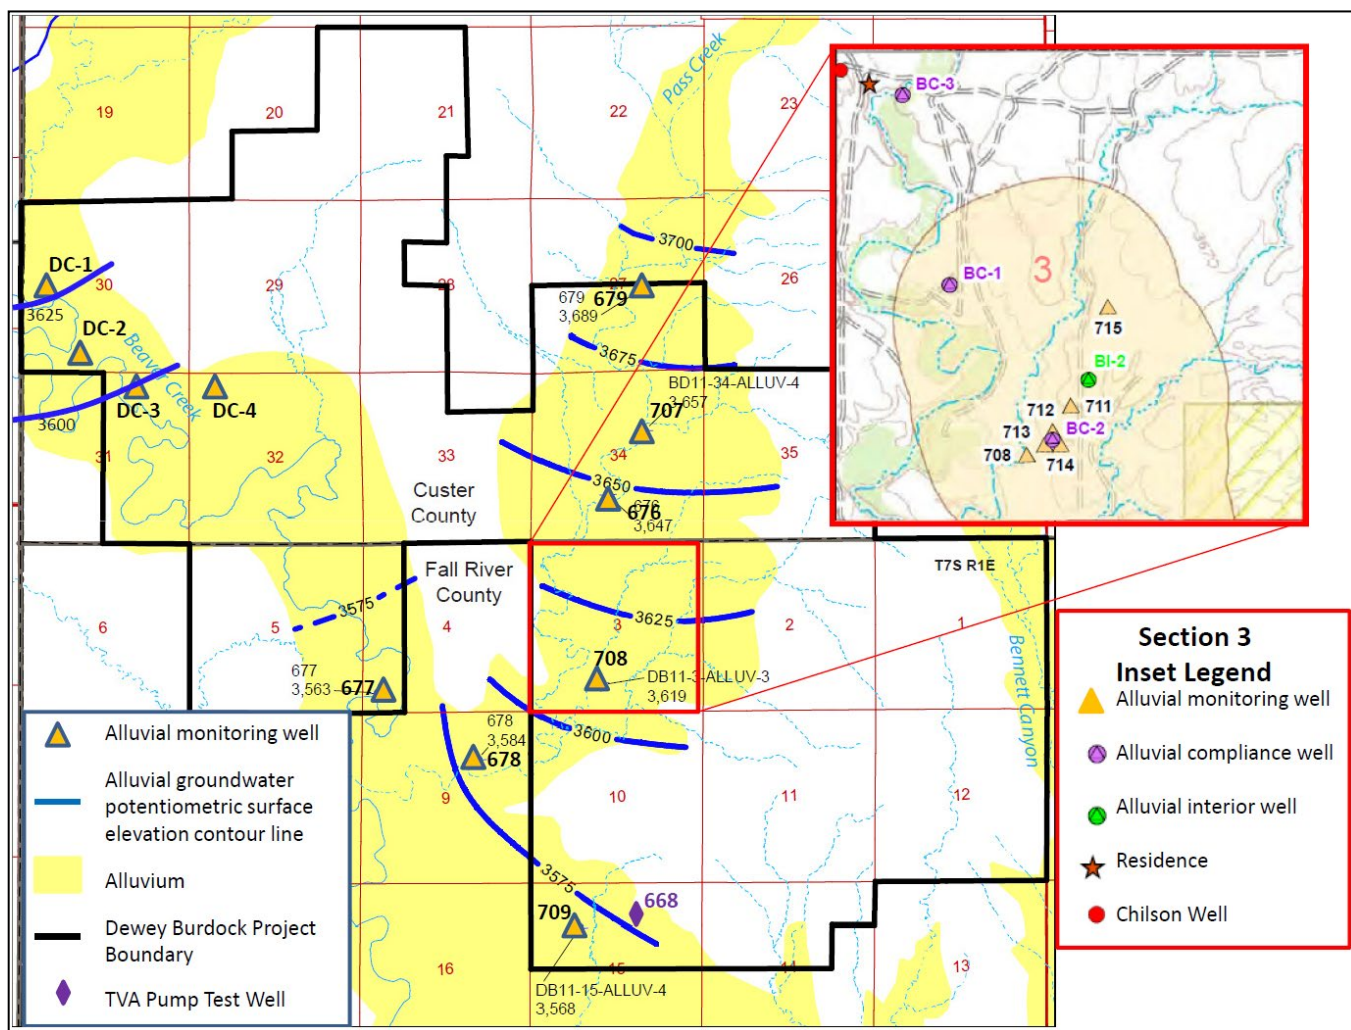 19
20
21
22
23
Pass Creek
BC-3
3675
3
BC-1
715
BI-2
712
711
713
BC-2
708
714
3700
DC-1
30
29
28
27
26
679
3,689
679
3625
DC-2
Beaver Creek
3675
BD11-34-ALLUV-4
3,657
DC-3
DC-4
707
3600
31
32
33
34
35
3650
Custer
County
676
3,647
676
T7S R1E
Fall River
County
3575
6
5
4
3
3625
2
1
708
DB11-3-ALLUV-3
3,619
677
3,563
677
Bennett Canyon
678
3,584
678
3600
9
10
11
12
3575
709
668
16
15
14
13
DB11-15-ALLUV-4
3,568
Alluvial monitoring well
Alluvial groundwater
potentiometric surface
elevation contour line
Alluvium
Dewey Burdock Project
Boundary
TVA Pump Test Well
Section 3
Inset Legend
Alluvial monitoring well
Alluvial compliance well
Alluvial interior well
Residence
Chilson Well